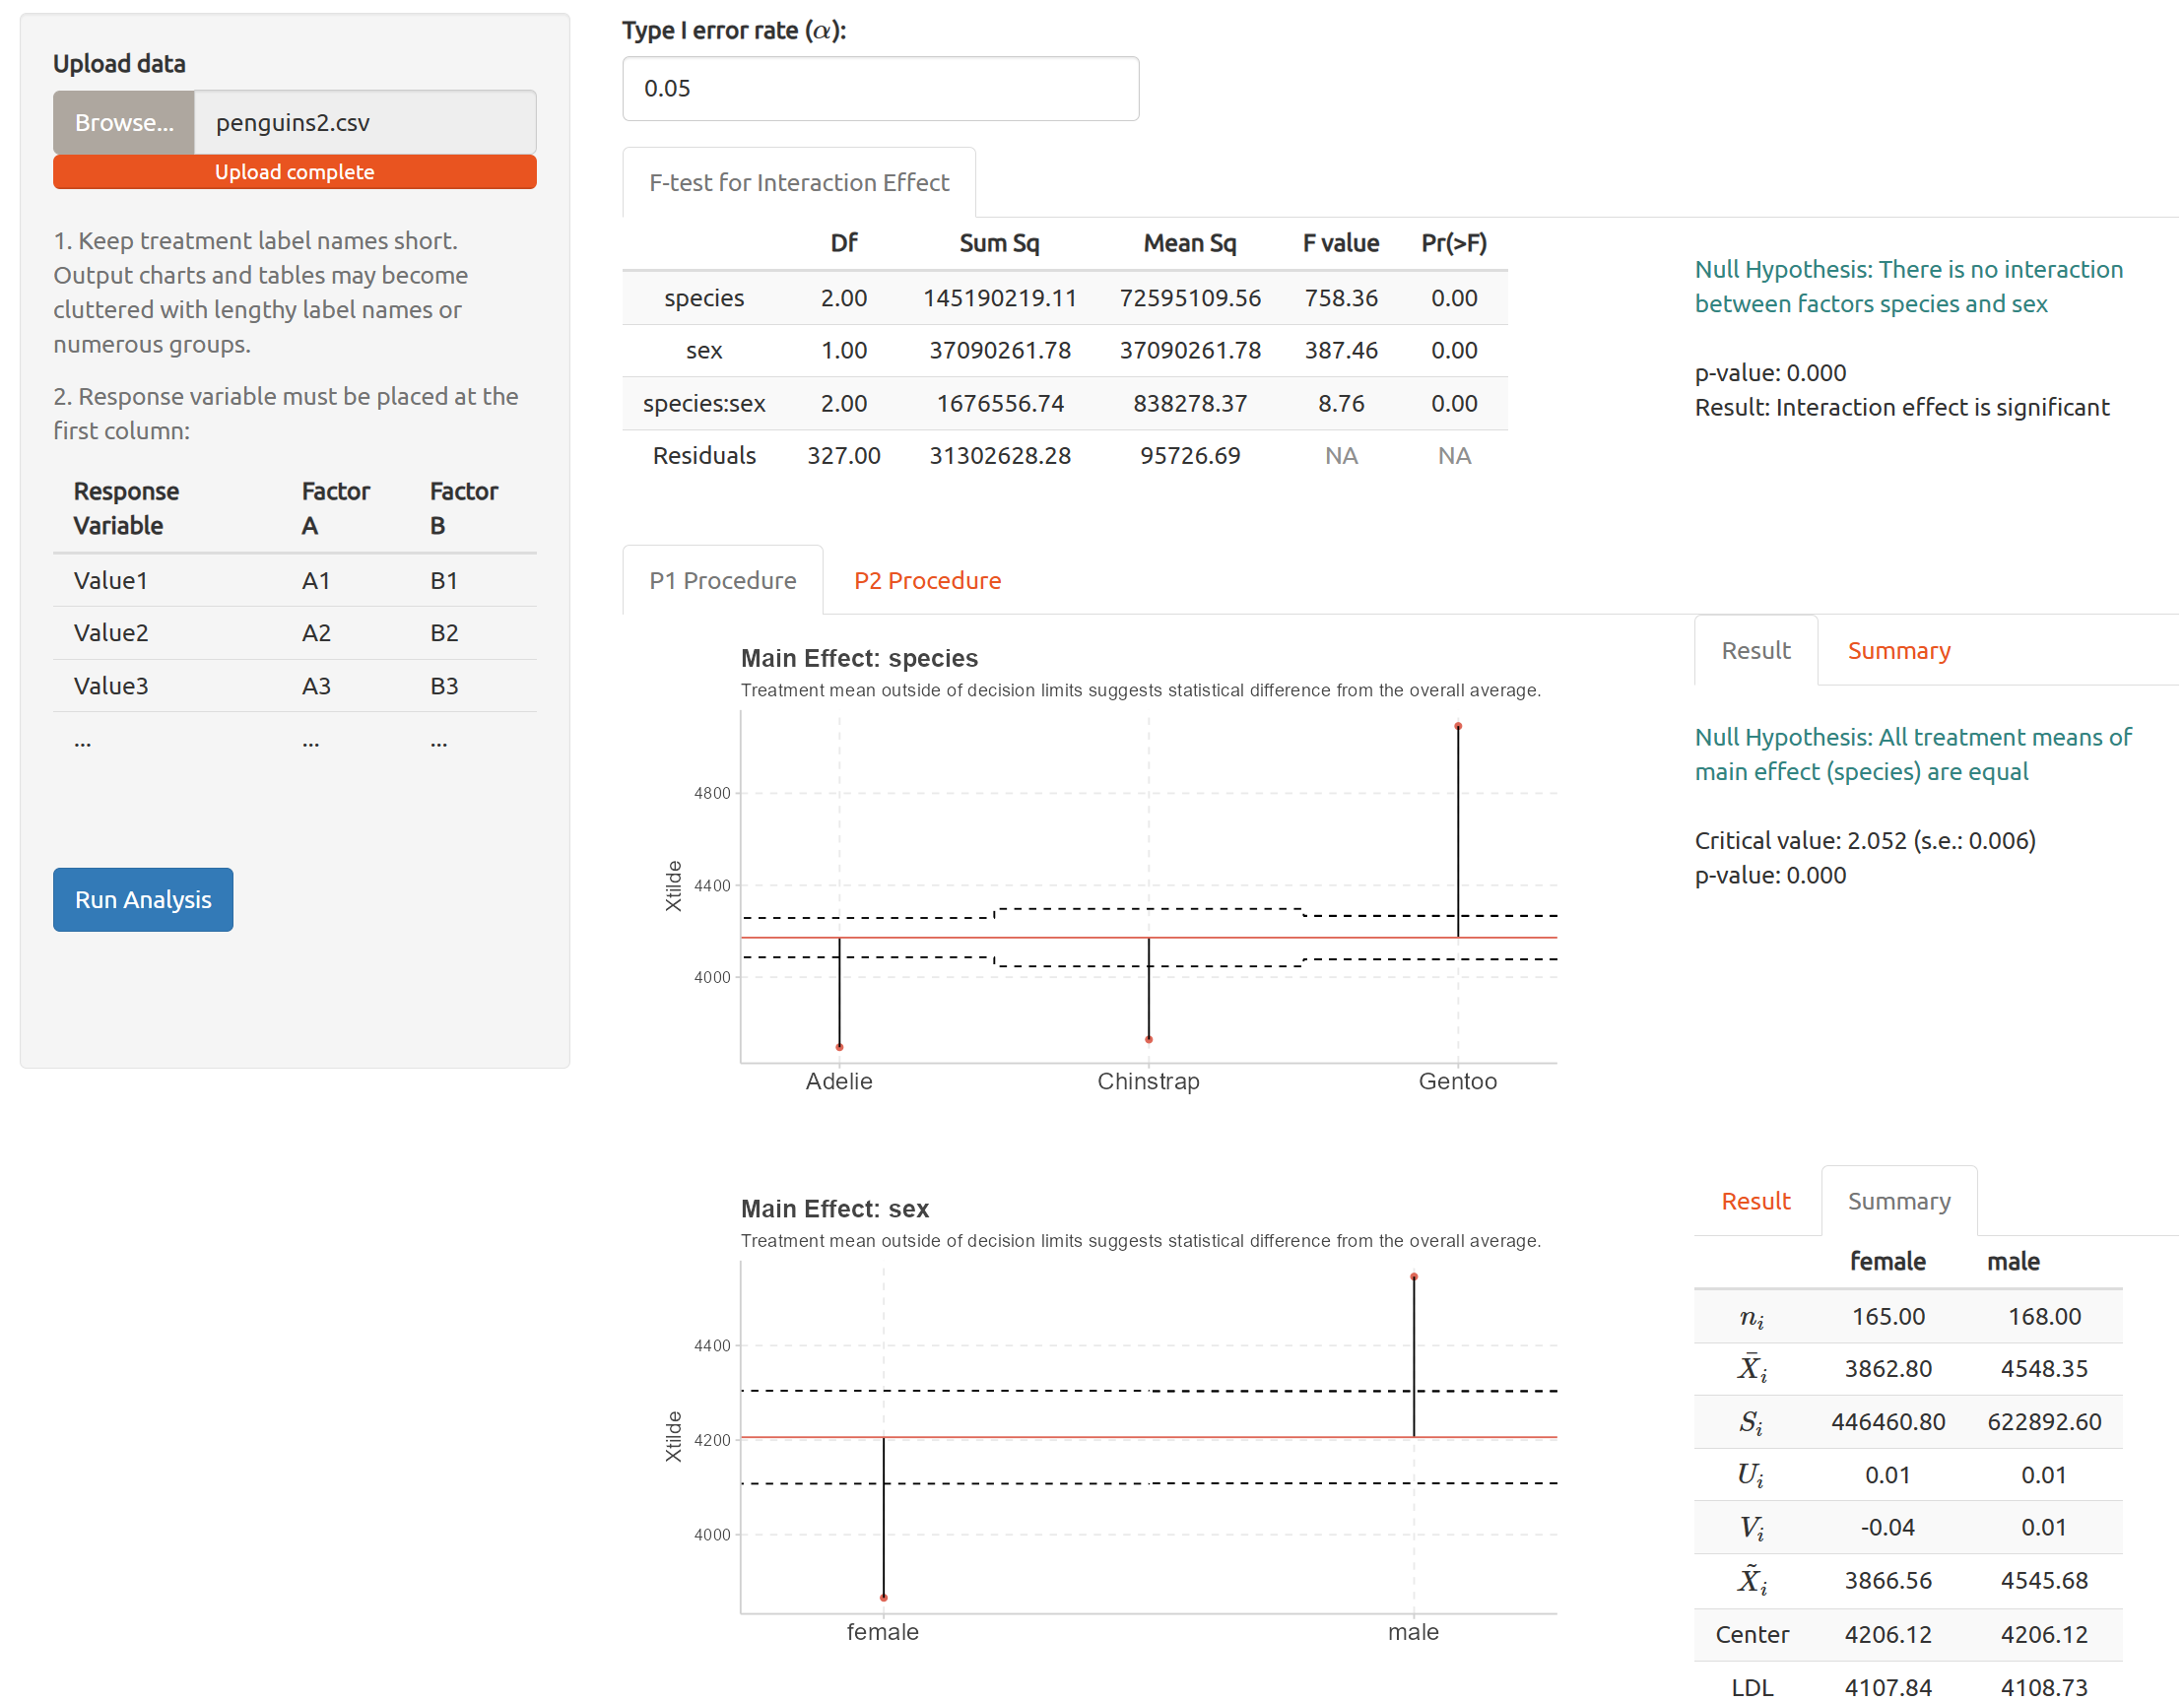 Upload data
Browse... penguins2.csv
Upload complete
1. Keep treatment label names short.
Output charts and tables may become
cluttered with lengthy label names or
numerous groups.
2. Response variable must be placed at the
first column:
Response Variable Factor A Factor B
Value1 A1 B1
Value2 A2 B2
Value3 A3 B3
... ... ...
Run Analysis
Type I error rate (α):
0.05
F-test for Interaction Effect
Df Sum Sq Mean Sq F value Pr(>F)
species 2.00 145190219.11 72595109.56 758.36 0.00
sex 1.00 37090261.78 37090261.78 387.46 0.00
species:sex 2.00 1676556.74 838278.37 8.76 0.00
Residuals 327.00 31302628.28 95726.69 NA NA
Null Hypothesis: There is no interaction
between factors species and sex
p-value: 0.000
Result: Interaction effect is significant
P1 Procedure P2 Procedure
Main Effect: species
Treatment mean outside of decision limits suggests statistical difference from the overall average.
Xtilde
4800
4400
4000
Adelie Chinstrap Gentoo
Result Summary
Null Hypothesis: All treatment means of
main effect (species) are equal
Critical value: 2.052 (s.e.: 0.006)
p-value: 0.000
Main Effect: sex
Treatment mean outside of decision limits suggests statistical difference from the overall average.
Xtilde
4400
4200
4000
female male
Result Summary
female male
nᵢ 165.00 168.00
X̄ᵢ 3862.80 4548.35
Sᵢ 446460.80 622892.60
Uᵢ 0.01 0.01
Vᵢ -0.04 0.01
X̃ᵢ 3866.56 4545.68
Center 4206.12 4206.12
LDL 4107.84 4108.73